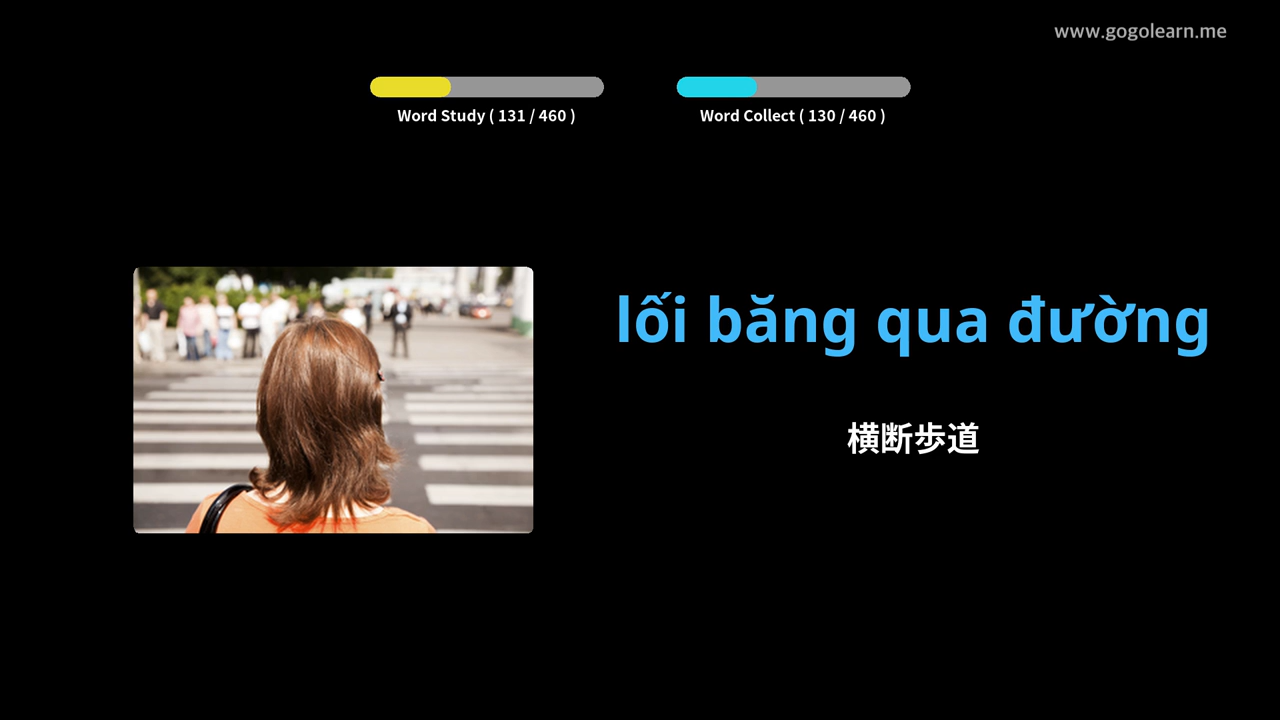 www.gogolearn.me
Word Study ( 131 / 460 )
Word Collect ( 130 / 460 )
lối băng qua đường
横断歩道